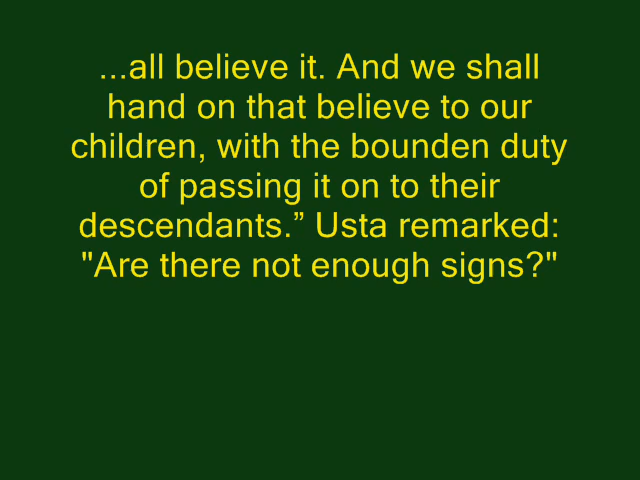 ...all believe it. And we shall
hand on that believe to our
children, with the bounden duty
of passing it on to their
descendants.” Usta remarked:
"Are there not enough signs?"